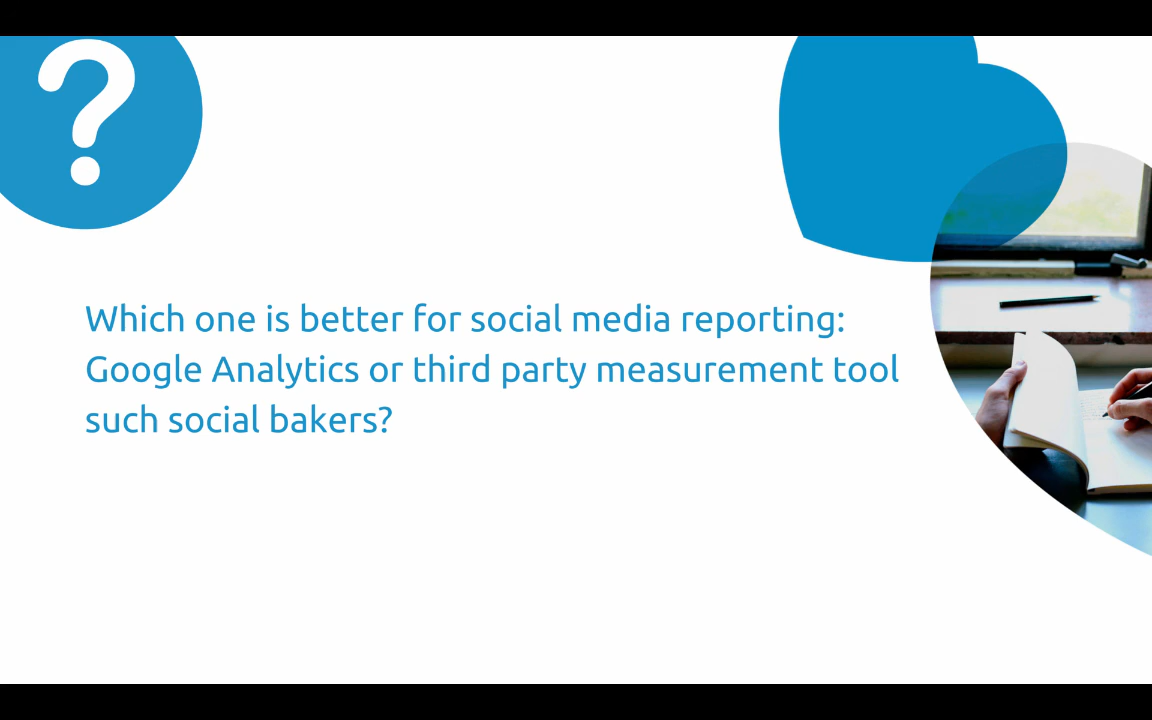 ?
Which one is better for social media reporting:
Google Analytics or third party measurement tool
such social bakers?